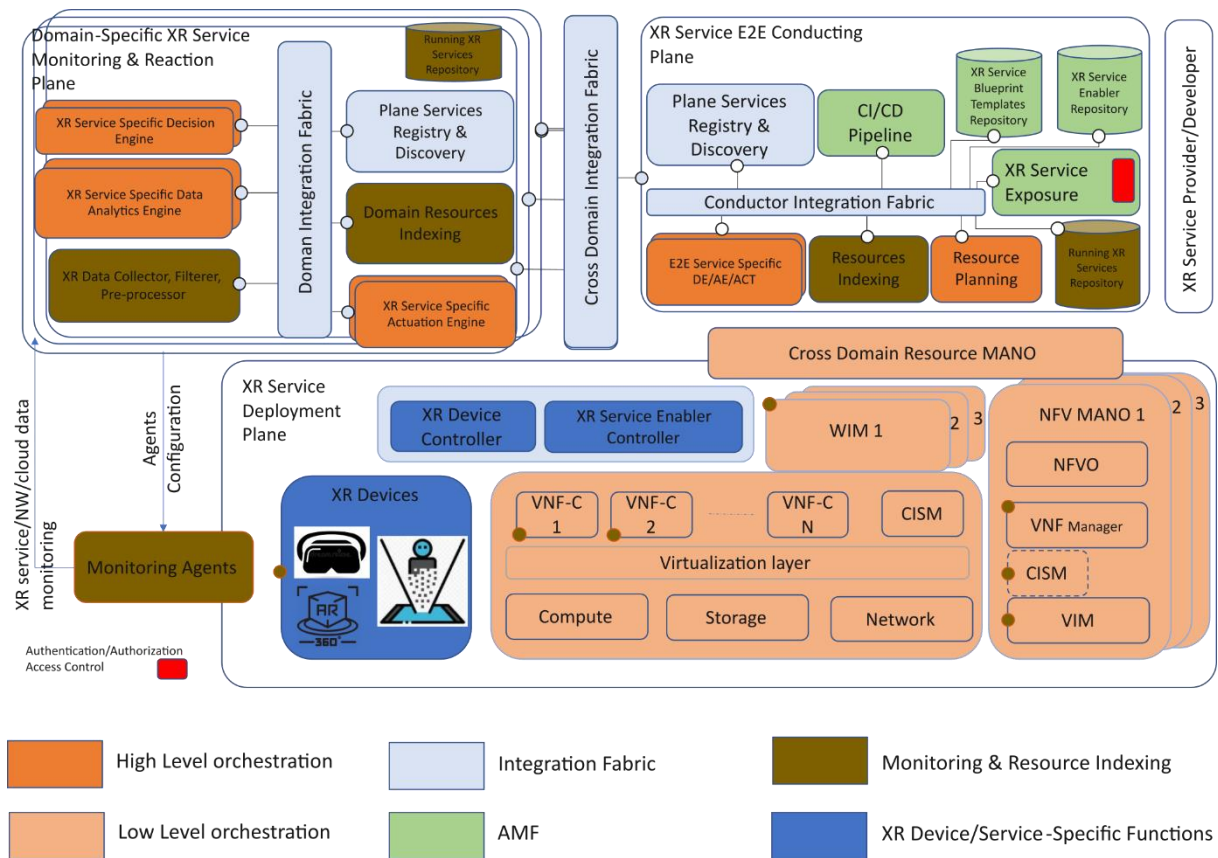 Domain-Specific XR Service
Monitoring & Reaction
Plane
Running XR
Services
Repository
XR Service Specific Decision
Engine
XR Service Specific Data
Analytics Engine
XR Data Collector, Filterer,
Pre-processor
Doman Integration Fabric
Plane Services
Registry &
Discovery
Domain Resources
Indexing
XR Service Specific
Actuation Engine
Cross Domain Integration Fabric
XR Service E2E Conducting
Plane
Plane Services
Registry &
Discovery
CI/CD
Pipeline
XR Service
Blueprint
Templates
Repository
XR Service
Enabler
Repository
XR Service
Exposure
Conductor Integration Fabric
E2E Service Specific
DE/AE/ACT
Resources
Indexing
Resource
Planning
Running XR
Services
Repository
XR Service Provider/Developer
XR service/NW/cloud data
monitoring
Agents
Configuration
Monitoring Agents
Authentication/Authorization
Access Control
XR Service
Deployment
Plane
XR Device
Controller
XR Service Enabler
Controller
Cross Domain Resource MANO
WIM 1
2
3
NFV MANO 1
2
3
NFVO
VNF Manager
CISM
VIM
XR Devices
AR
360°
VNF-C
1
VNF-C
2
VNF-C
N
CISM
Virtualization layer
Compute
Storage
Network
High Level orchestration
Integration Fabric
Monitoring & Resource Indexing
Low Level orchestration
AMF
XR Device/Service-Specific Functions